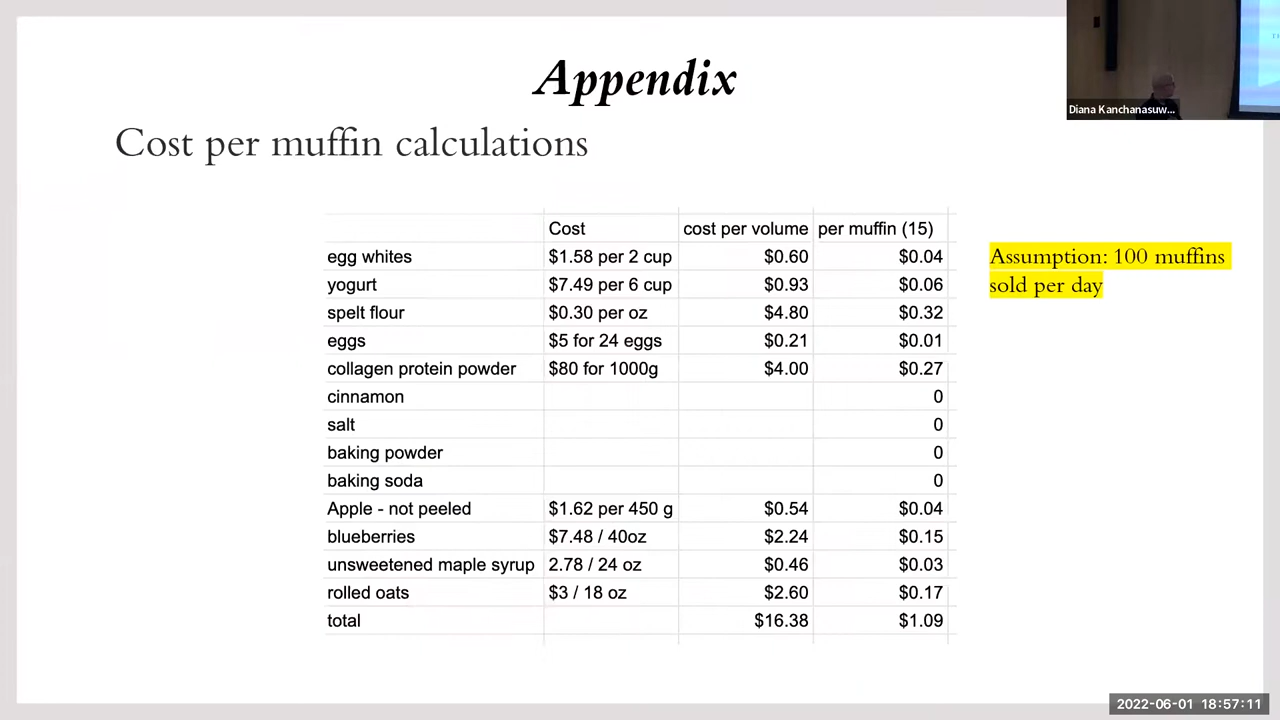 Appendix
Diana Kanchanasuw...
Cost per muffin calculations
Cost cost per volume per muffin (15)
egg whites $1.58 per 2 cup $0.60 $0.04
yogurt $7.49 per 6 cup $0.93 $0.06
spelt flour $0.30 per oz $4.80 $0.32
eggs $5 for 24 eggs $0.21 $0.01
collagen protein powder $80 for 1000g $4.00 $0.27
cinnamon 0
salt 0
baking powder 0
baking soda 0
Apple - not peeled $1.62 per 450 g $0.54 $0.04
blueberries $7.48 / 40oz $2.24 $0.15
unsweetened maple syrup 2.78 / 24 oz $0.46 $0.03
rolled oats $3 / 18 oz $2.60 $0.17
total $16.38 $1.09
Assumption: 100 muffins
sold per day
2022-06-01 18:57:11